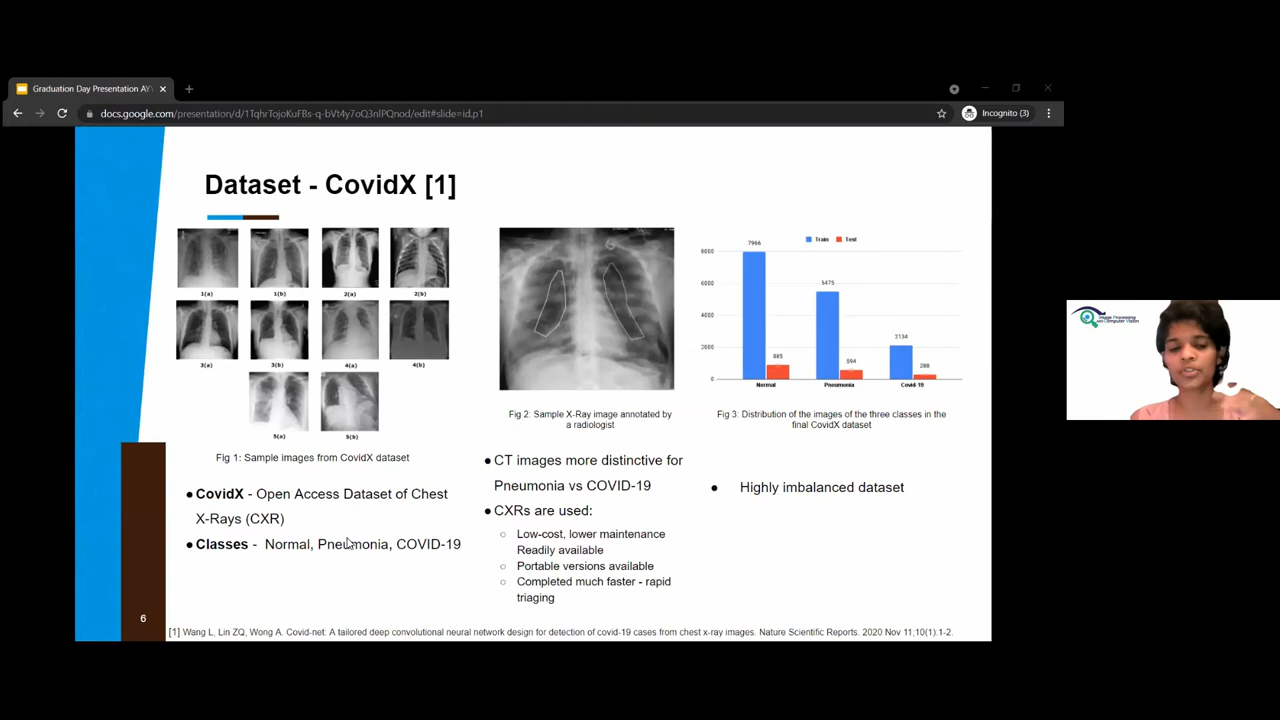 Graduation Day Presentation AY
docs.google.com/presentation/d/1TqhrTojoKuFBs-q-bVt4y7oQ3nlPQnod/edit#slide=id.p1
Incognito (3)
Dataset - CovidX [1]
1(a)
1(b)
2(a)
2(b)
3(a)
3(b)
4(a)
4(b)
5(a)
5(b)
Fig 1: Sample images from CovidX dataset
● CovidX - Open Access Dataset of Chest
X-Rays (CXR)
● Classes - Normal, Pneumonia, COVID-19
Fig 2: Sample X-Ray image annotated by
a radiologist
● CT images more distinctive for
Pneumonia vs COVID-19
● CXRs are used:
○ Low-cost, lower maintenance
Readily available
○ Portable versions available
○ Completed much faster - rapid
triaging
Train
Test
8000
6000
4000
2000
0
7966
885
5475
594
2134
288
Normal
Pneumonia
Covid-19
Fig 3: Distribution of the images of the three classes in the
final CovidX dataset
● Highly imbalanced dataset
6
[1] Wang L, Lin ZQ, Wong A. Covid-net: A tailored deep convolutional neural network design for detection of covid-19 cases from chest x-ray images. Nature Scientific Reports. 2020 Nov 11;10(1):1-2.
Image Processing
and Computer Vision